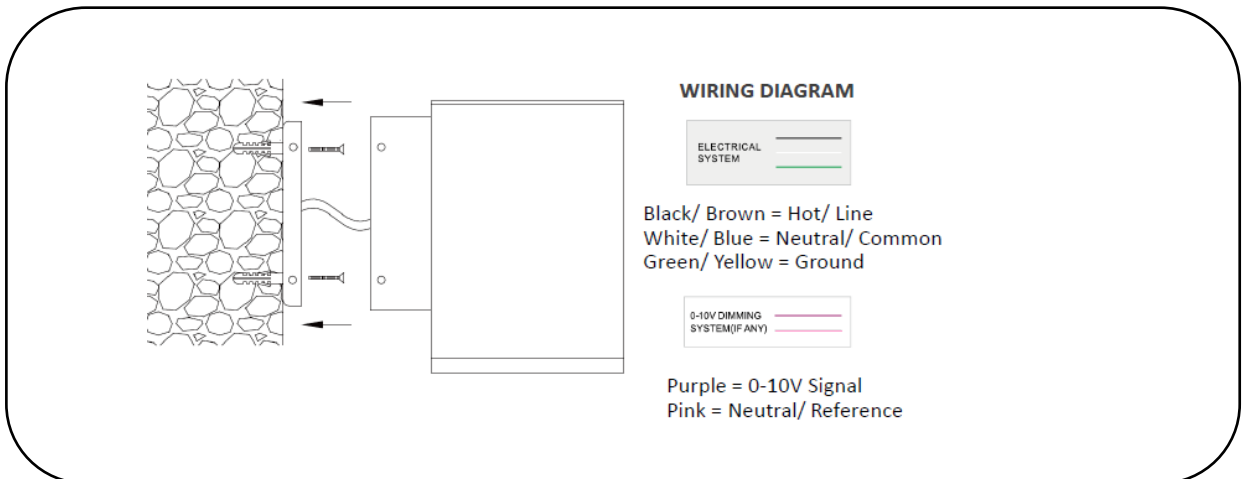 WIRING DIAGRAM
ELECTRICAL
SYSTEM
Black/ Brown = Hot/ Line
White/ Blue = Neutral/ Common
Green/ Yellow = Ground
0-10V DIMMING
SYSTEM(IF ANY)
Purple = 0-10V Signal
Pink = Neutral/ Reference